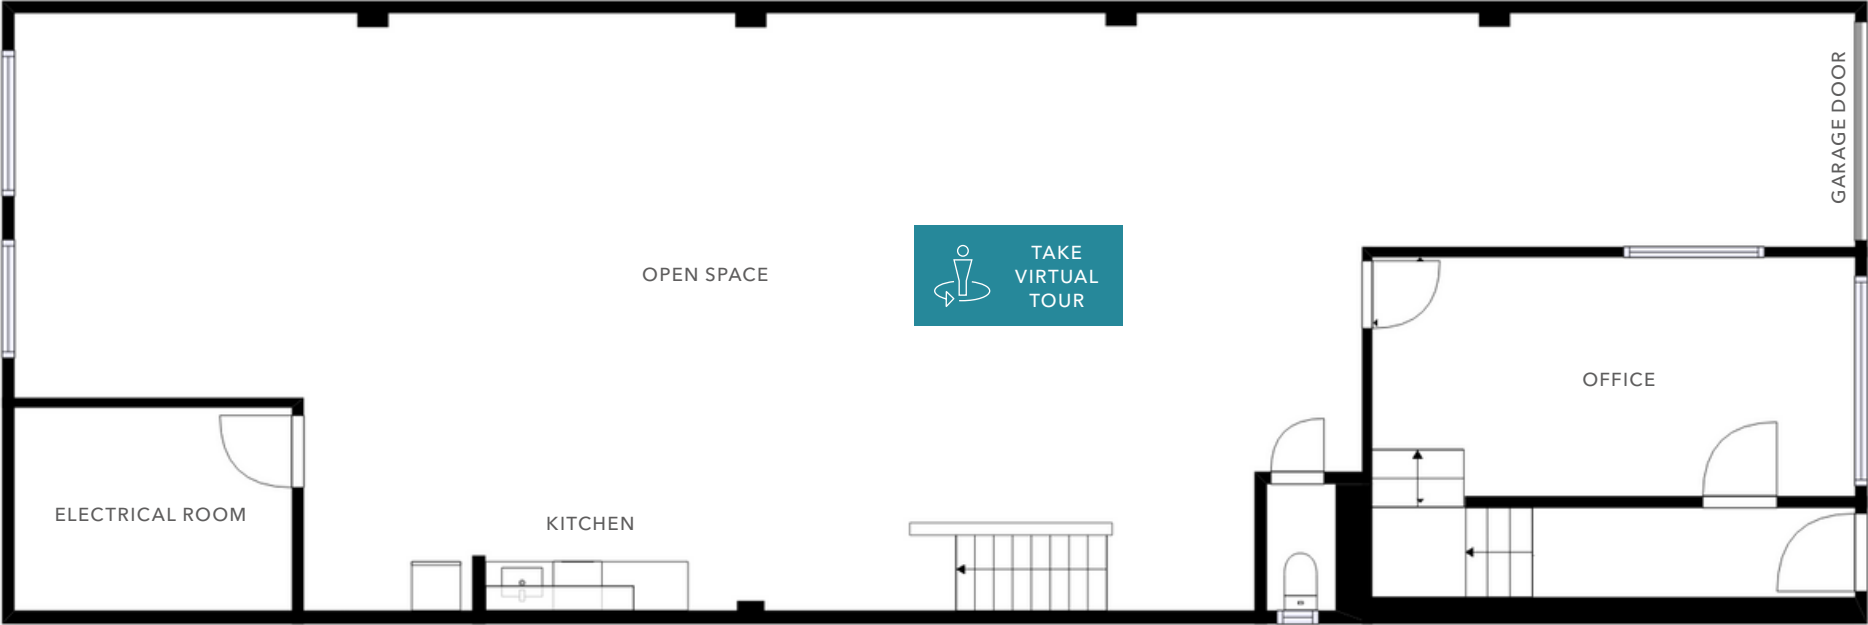 GARAGE DOOR
OPEN SPACE
TAKE
VIRTUAL
TOUR
OFFICE
ELECTRICAL ROOM
KITCHEN